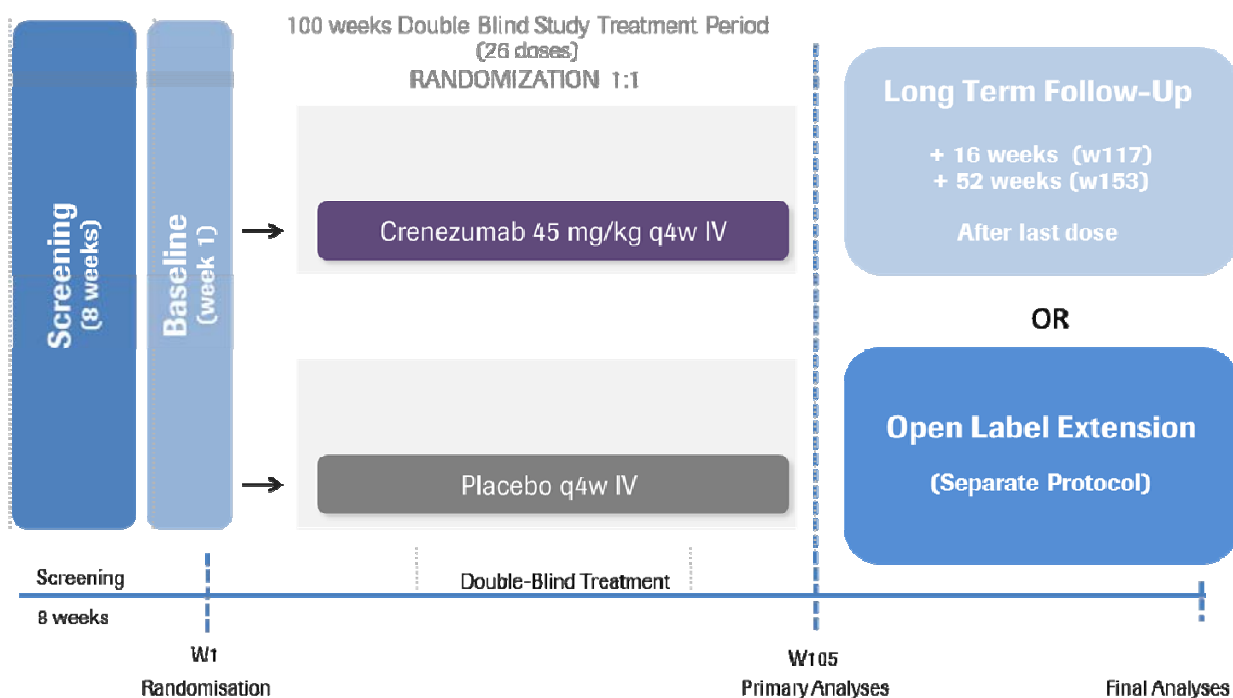 100 weeks Double Blind Study Treatment Period
(26 doses)
RANDOMIZATION 1:1
Screening
(8 weeks)
Baseline
(week 1)
Crenezumab 45 mg/kg q4w IV
Placebo q4w IV
Long Term Follow-Up
+ 16 weeks (w117)
+ 52 weeks (w153)
After last dose
OR
Open Label Extension
(Separate Protocol)
Screening
Double-Blind Treatment
8 weeks
W1
Randomisation
W105
Primary Analyses
Final Analyses